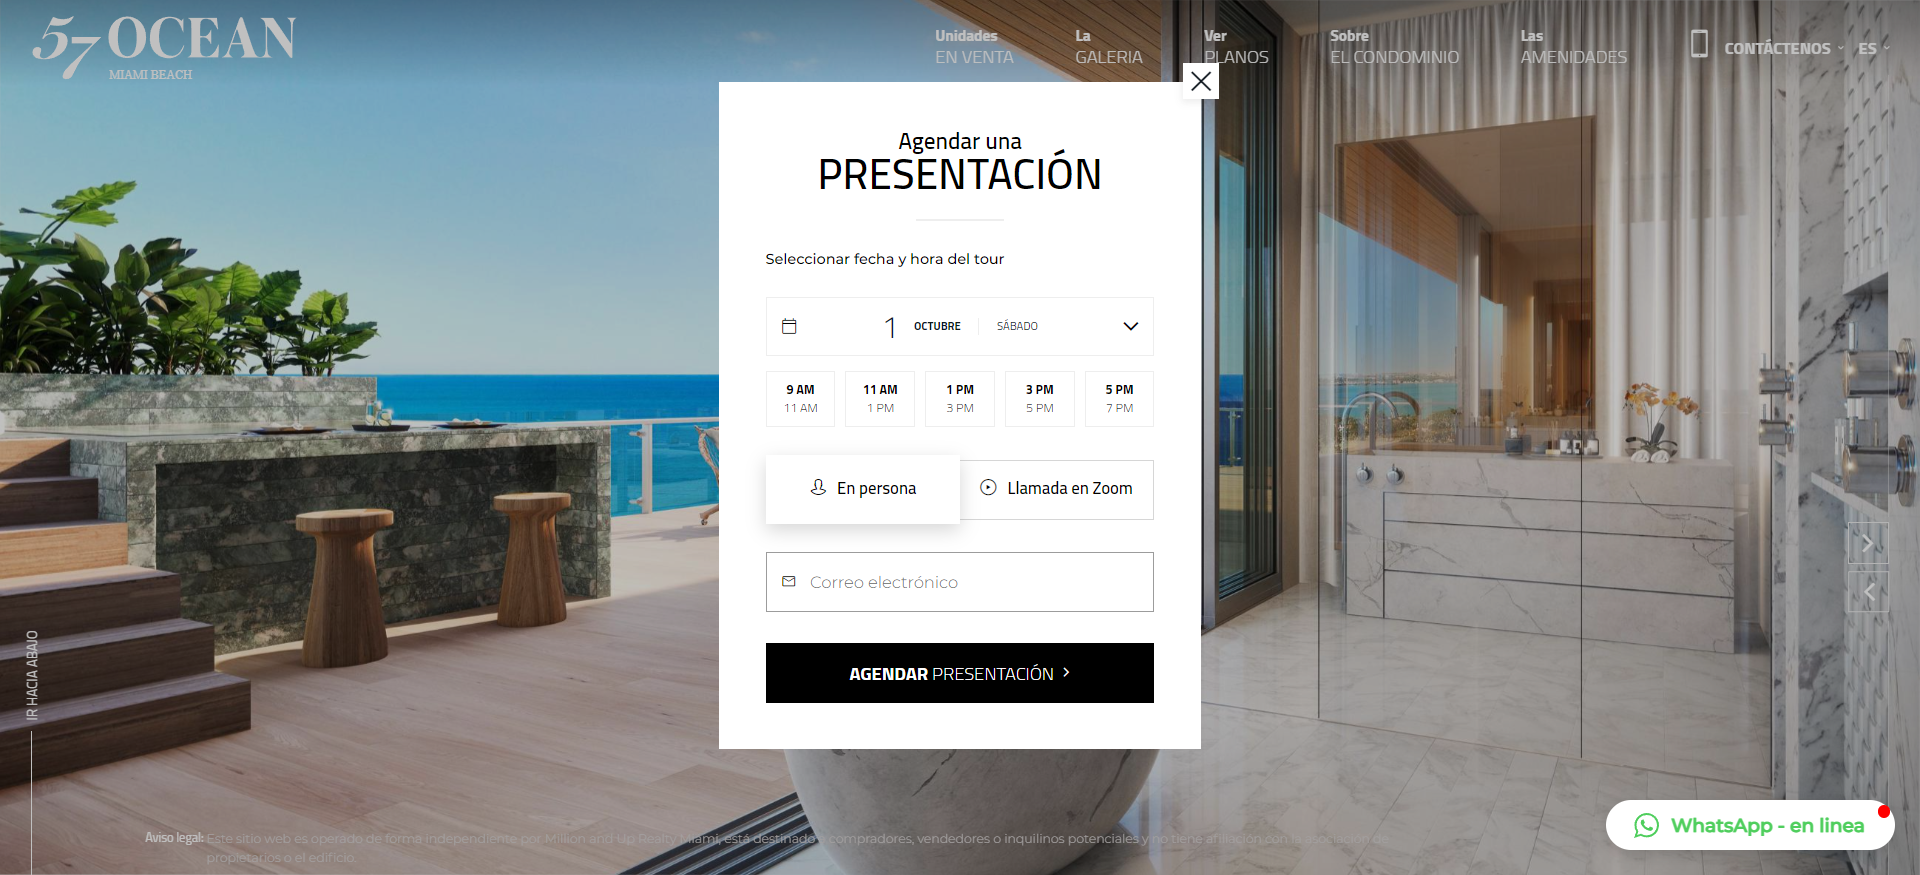 57 OCEAN
MIAMI BEACH
Unidades
EN VENTA
La
GALERIA
Ver
PLANOS
Sobre
EL CONDOMINIO
Las
AMENIDADES
CONTÁCTENOS
ES
Agendar una
PRESENTACIÓN
Seleccionar fecha y hora del tour
1 OCTUBRE SÁBADO
9 AM
11 AM
11 AM
1 PM
1 PM
3 PM
3 PM
5 PM
5 PM
7 PM
En persona
Llamada en Zoom
Correo electrónico
AGENDAR PRESENTACIÓN
IR HACIA ABAJO
Aviso legal: Este sitio web es operado de forma independiente por Million and Up Realty Miami, está destinado a compradores, vendedores o inquilinos potenciales y no tiene afiliación con la asociación de
propietarios o el edificio.
WhatsApp - en linea